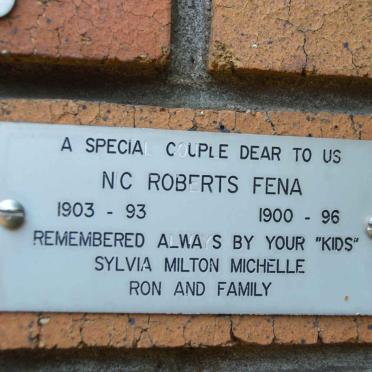 A SPECIAL COUPLE DEAR TO US
N C ROBERTS FENA
1903 - 93 1900 - 96
REMEMBERED ALWAYS BY YOUR "KIDS"
SYLVIA MILTON MICHELLE
RON AND FAMILY